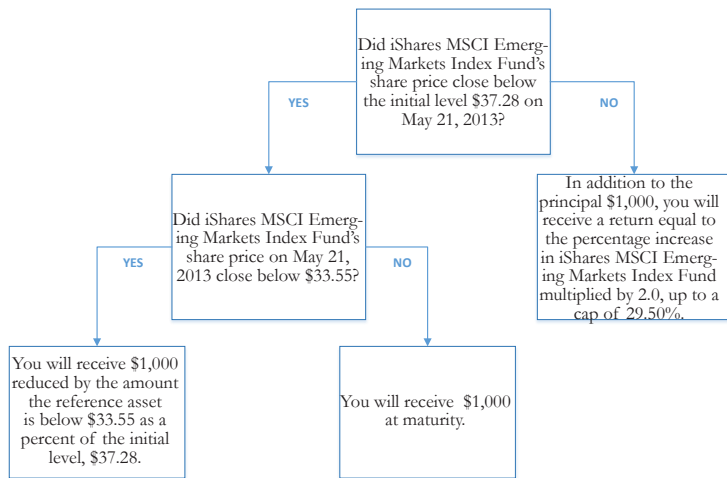 Did iShares MSCI Emerg-
ing Markets Index Fund's
share price close below
the initial level $37.28 on
May 21, 2013?
YES
NO
Did iShares MSCI Emerg-
ing Markets Index Fund's
share price on May 21,
2013 close below $33.55?
In addition to the
principal $1,000, you will
receive a return equal to
the percentage increase
in iShares MSCI Emerg-
ing Markets Index Fund
multiplied by 2.0, up to a
cap of 29.50%.
YES
NO
You will receive $1,000
reduced by the amount
the reference asset
is below $33.55 as a
percent of the initial
level, $37.28.
You will receive $1,000
at maturity.